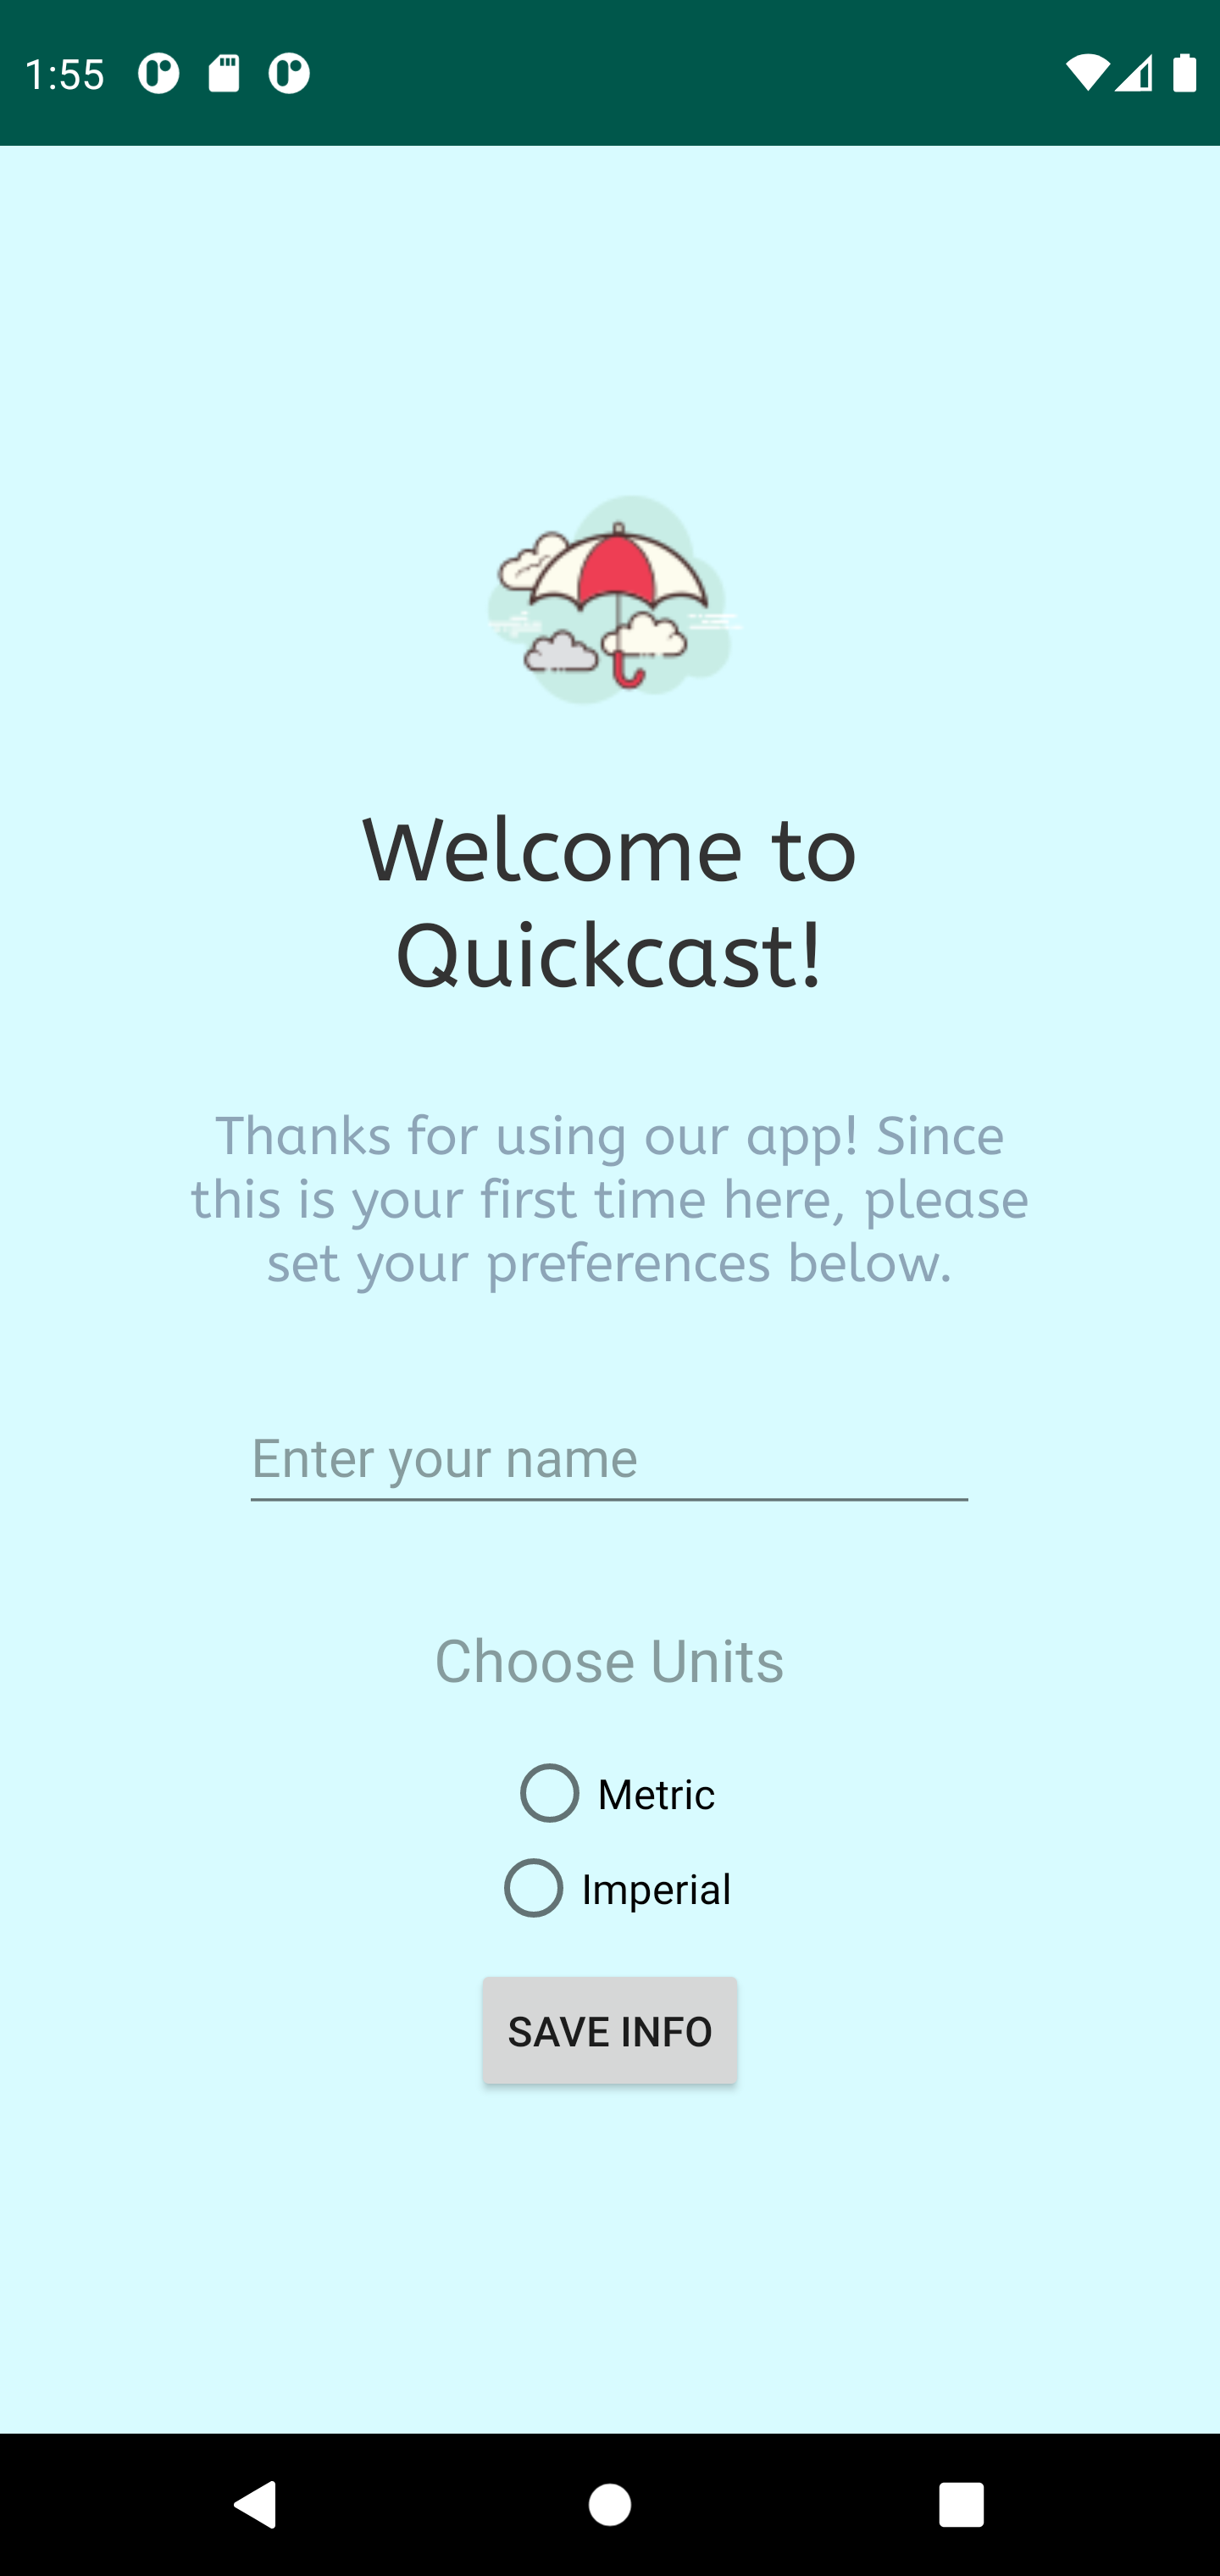 1:55
Welcome to
Quickcast!
Thanks for using our app! Since
this is your first time here, please
set your preferences below.
Enter your name
Choose Units
Metric
Imperial
SAVE INFO